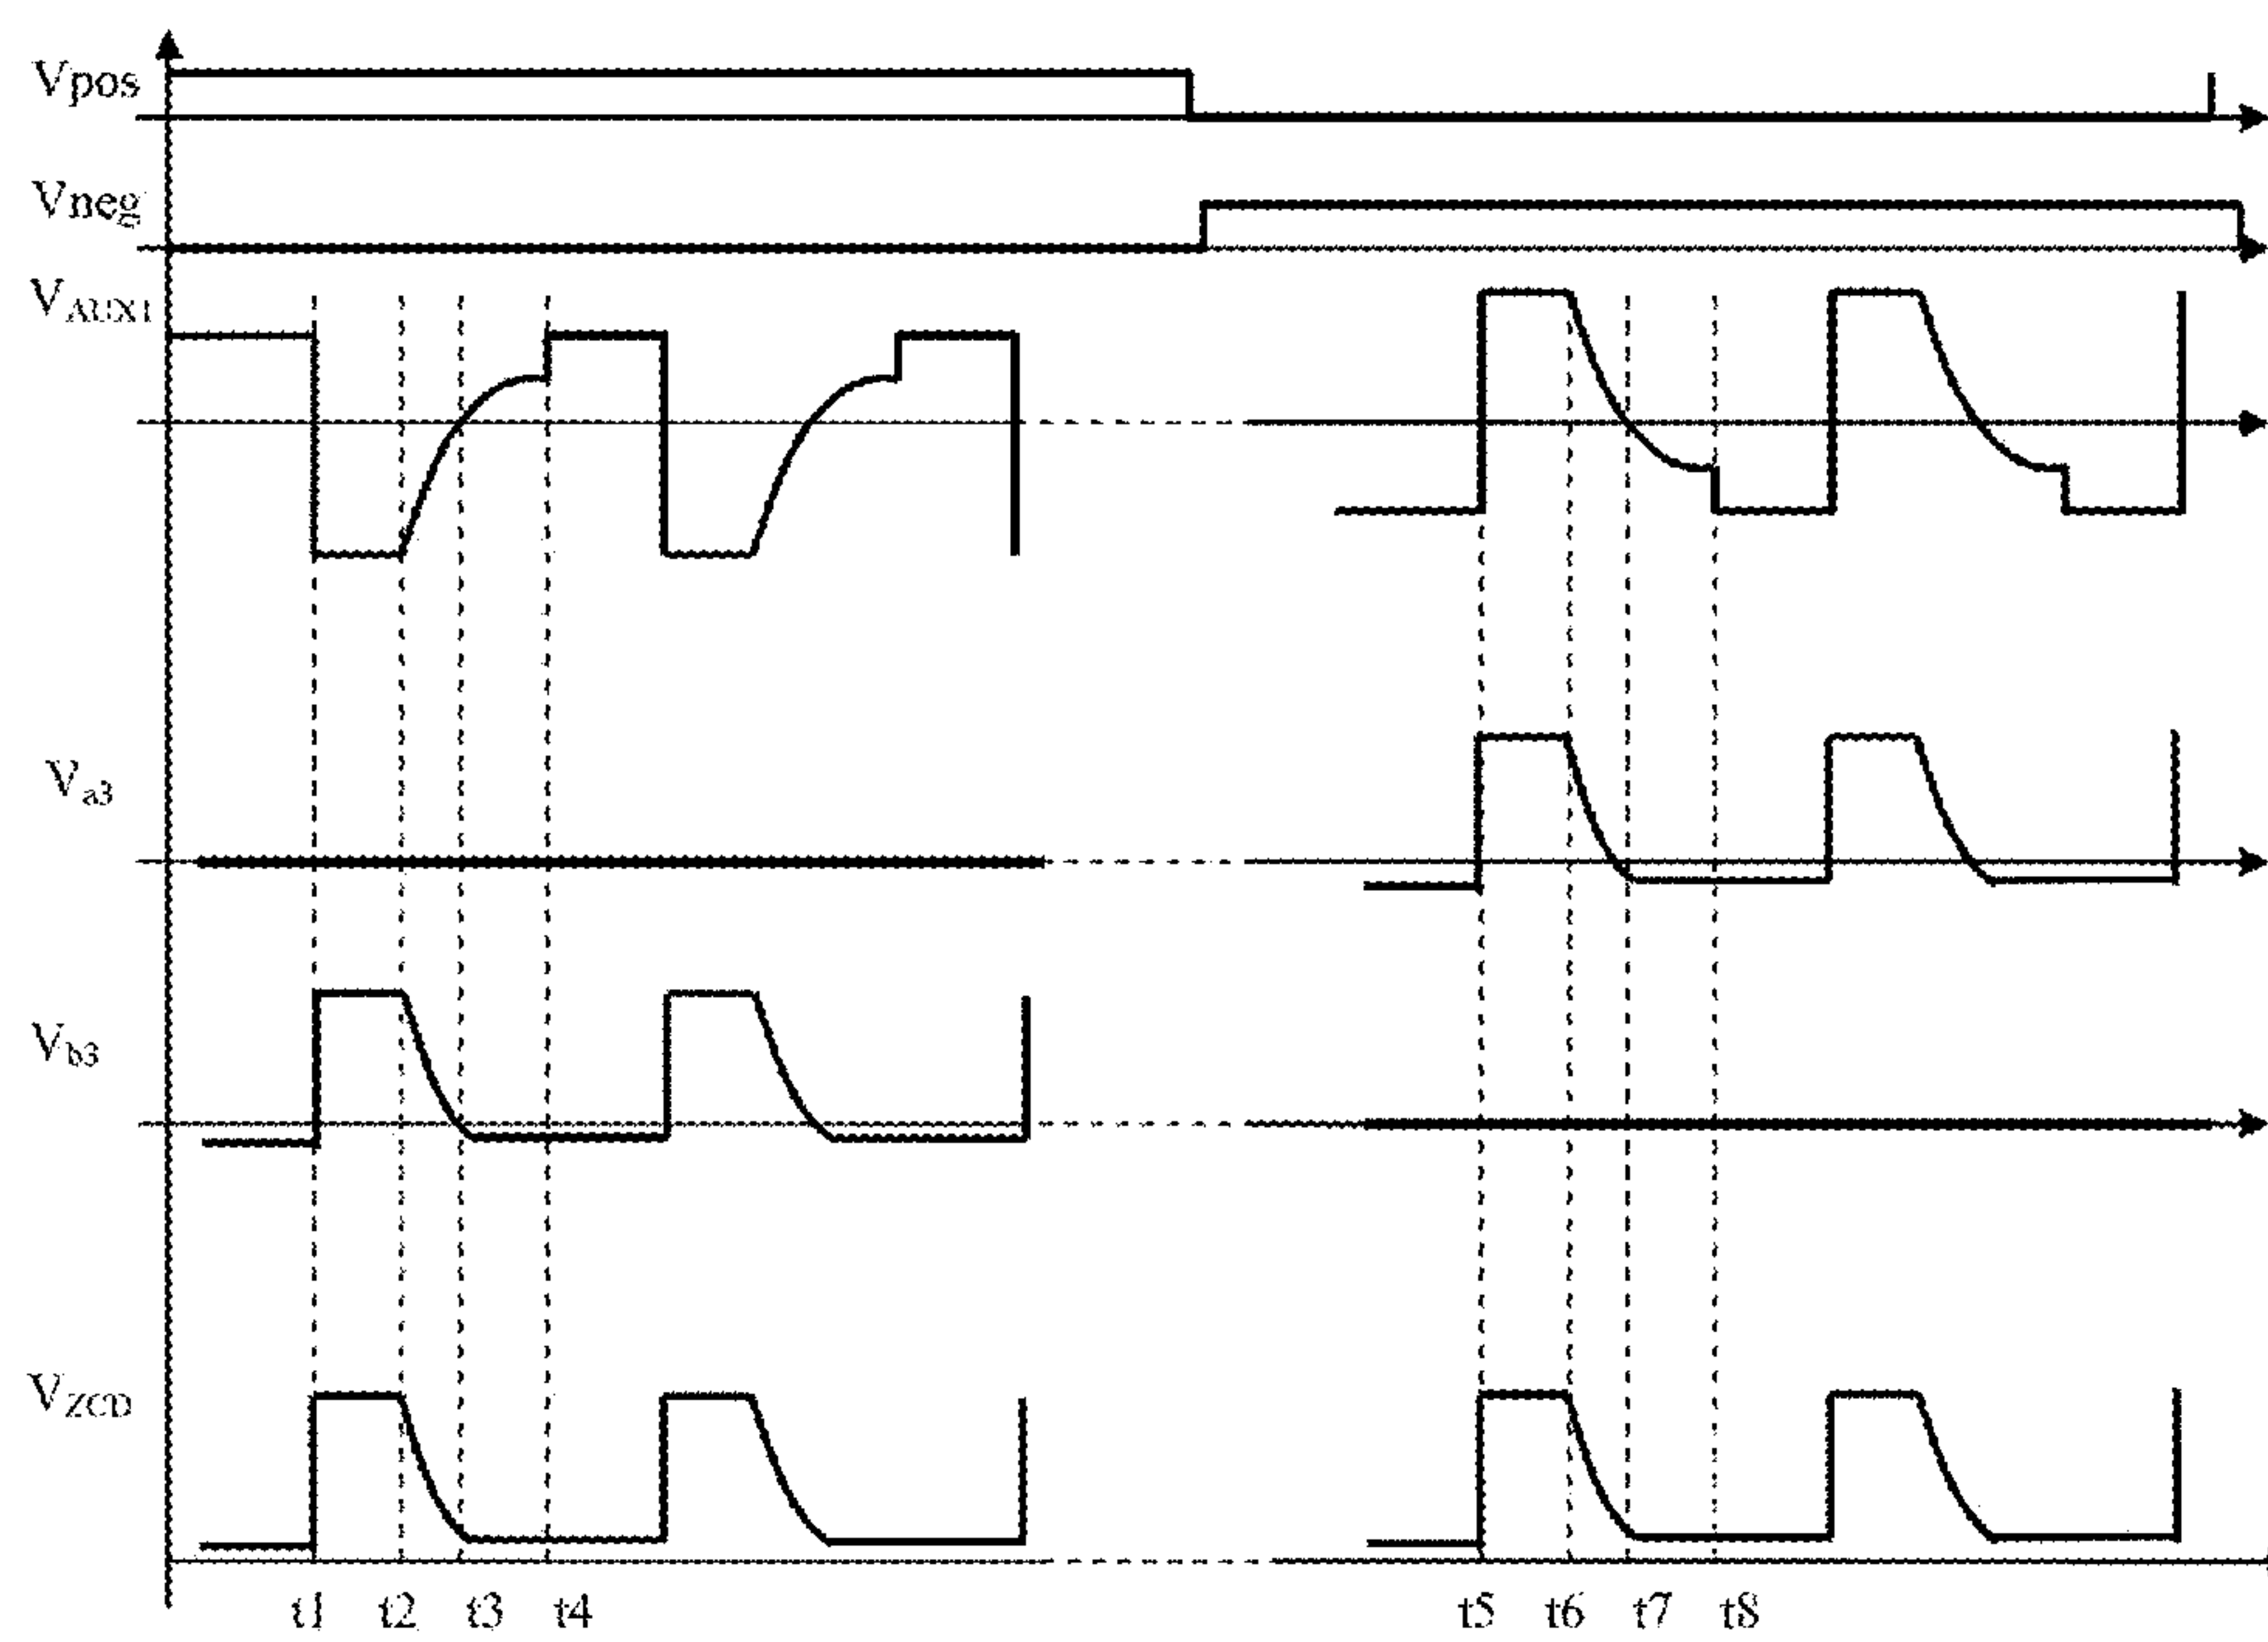 Vpos
Vneg
VAUX1
Va3
Vb3
VZCD
t1 t2 t3 t4 t5 t6 t7 t8